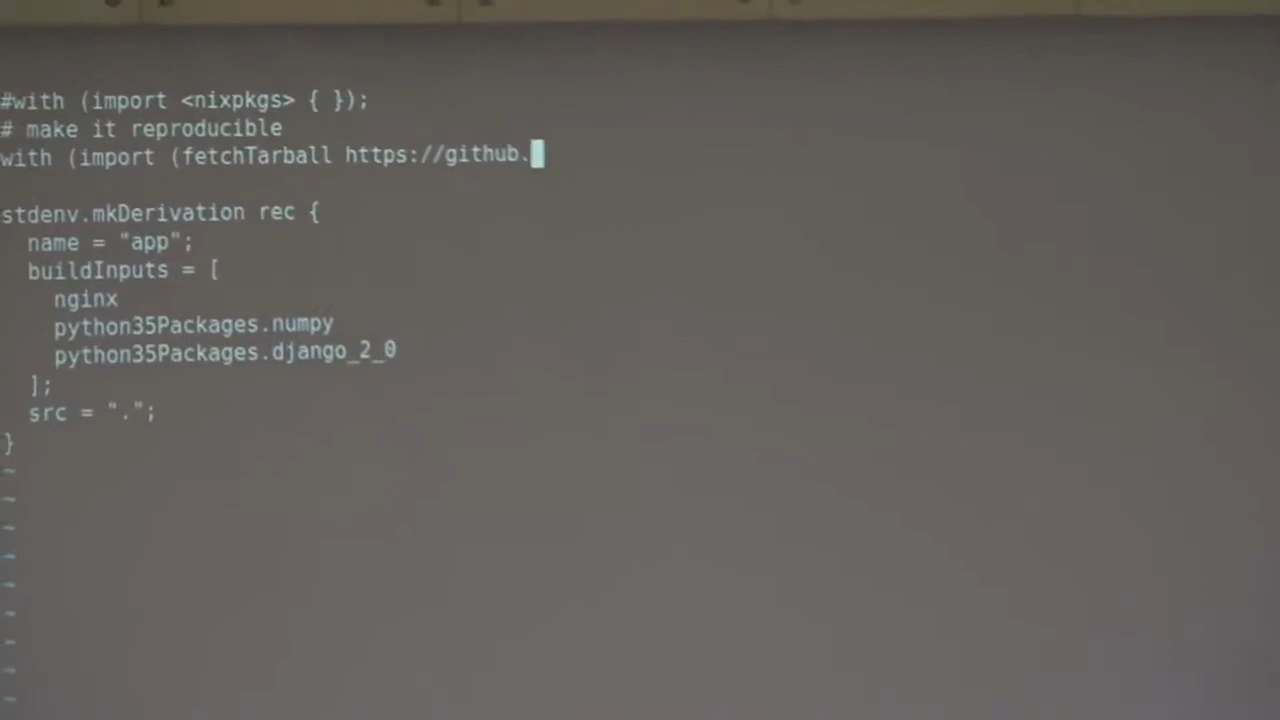 #with (import <nixpkgs> { });
# make it reproducible
with (import (fetchTarball https://github.
stdenv.mkDerivation rec {
name = "app";
buildInputs = [
nginx
python35Packages.numpy
python35Packages.django_2_0
];
src = ".";
}
~
~
~
~
~
~
~
~
~